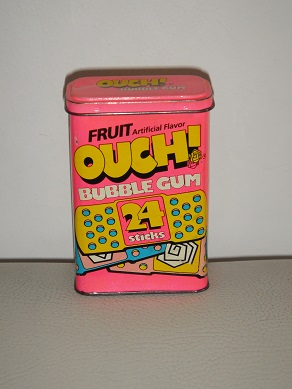 OUCH!
BUBBLE GUM
FRUIT Artificial Flavor
OUCH!
BUBBLE GUM
24
sticks